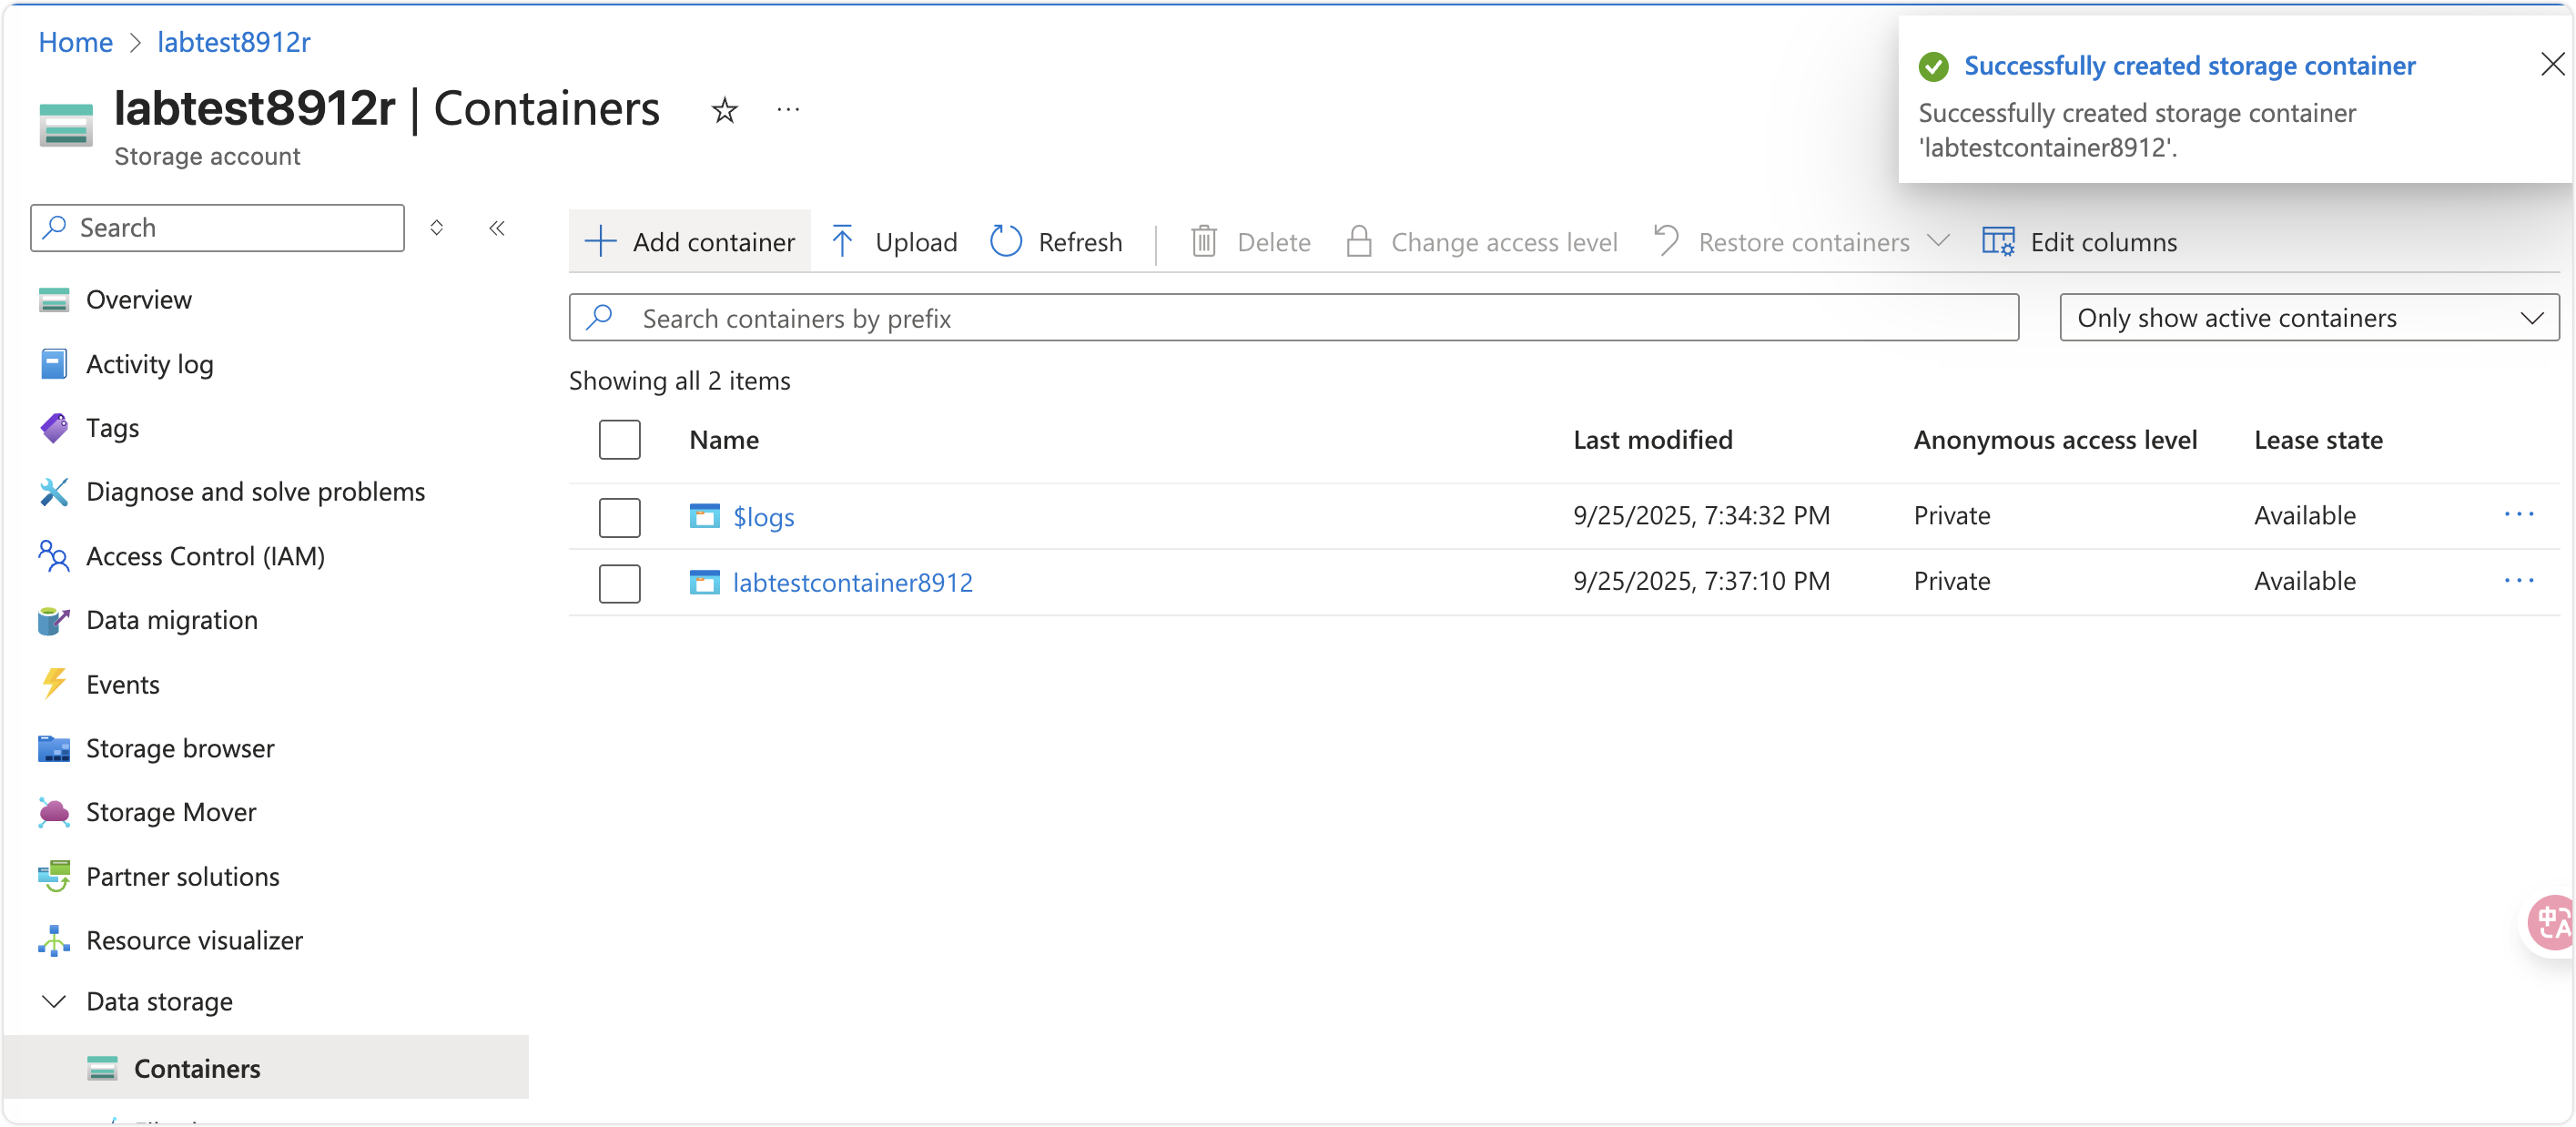 Home > labtest8912r
labtest8912r | Containers
Storage account
Successfully created storage container
Successfully created storage container
'labtestcontainer8912'.
Search
Overview
Activity log
Tags
Diagnose and solve problems
Access Control (IAM)
Data migration
Events
Storage browser
Storage Mover
Partner solutions
Resource visualizer
Data storage
Containers
Add container Upload Refresh Delete Change access level Restore containers Edit columns
Search containers by prefix Only show active containers
Showing all 2 items
Name Last modified Anonymous access level Lease state
$logs 9/25/2025, 7:34:32 PM Private Available
labtestcontainer8912 9/25/2025, 7:37:10 PM Private Available
中 A